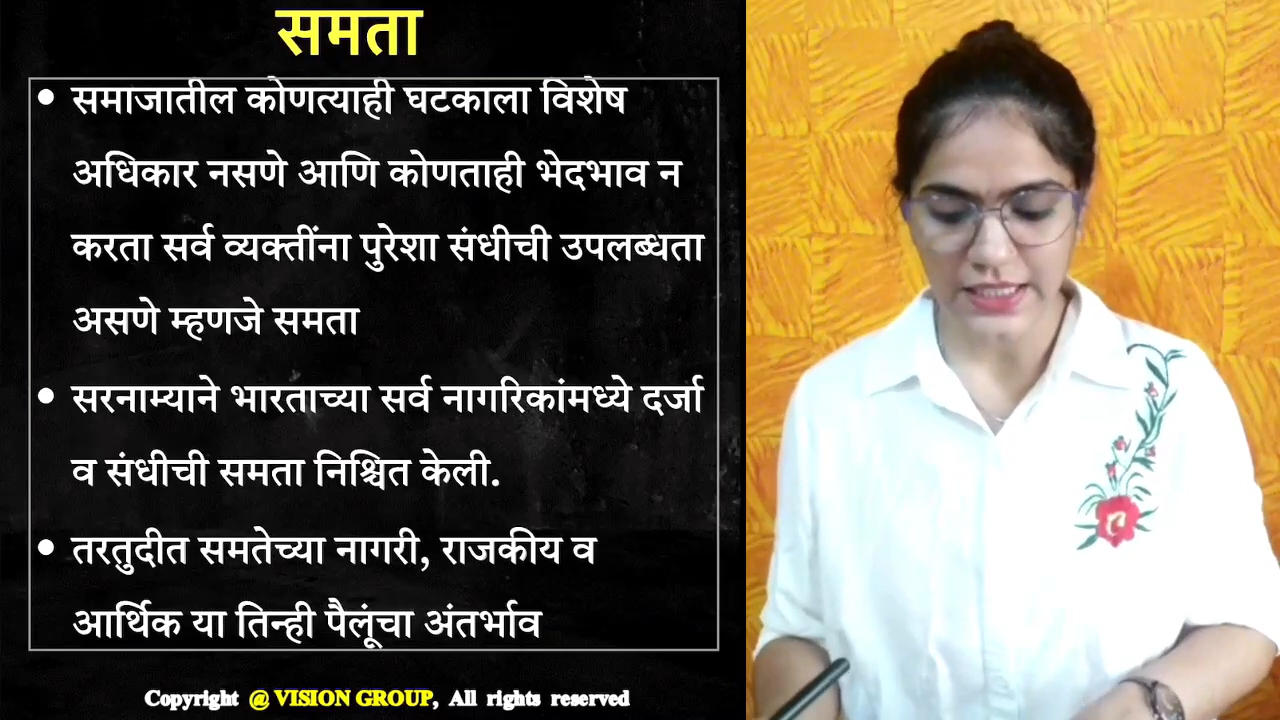 समता
• समाजातील कोणत्याही घटकाला विशेष
अधिकार नसणे आणि कोणताही भेदभाव न
करता सर्व व्यक्तींना पुरेशा संधीची उपलब्धता
असणे म्हणजे समता
• सरनाम्याने भारताच्या सर्व नागरिकांमध्ये दर्जा
व संधीची समता निश्चित केली.
• तरतुदीत समतेच्या नागरी, राजकीय व
आर्थिक या तिन्ही पैलूंचा अंतर्भाव
Copyright @ VISION GROUP, All rights reserved